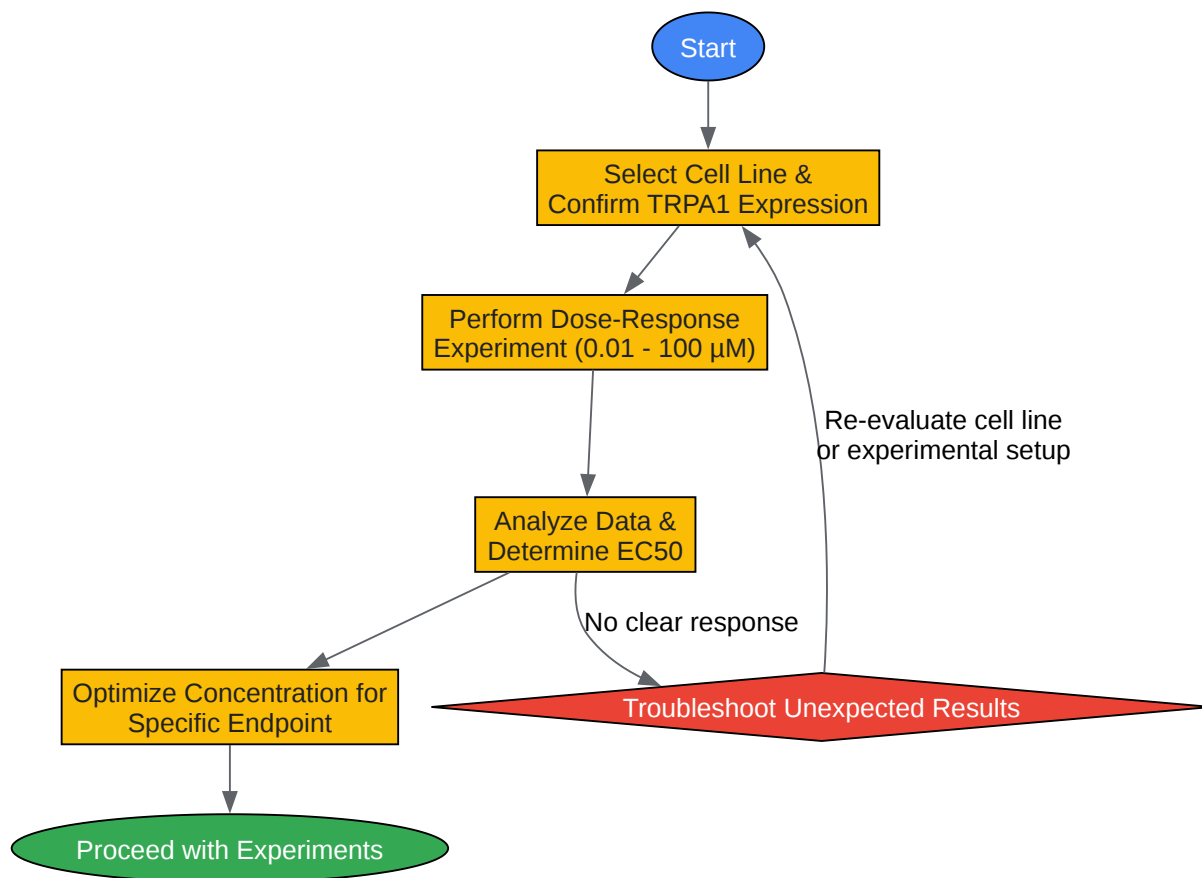 Start
Select Cell Line &
Confirm TRPA1 Expression
Perform Dose-Response
Experiment (0.01 - 100 µM)
Re-evaluate cell line
or experimental setup
Analyze Data &
Determine EC50
No clear response
Optimize Concentration for
Specific Endpoint
Troubleshoot Unexpected Results
Proceed with Experiments